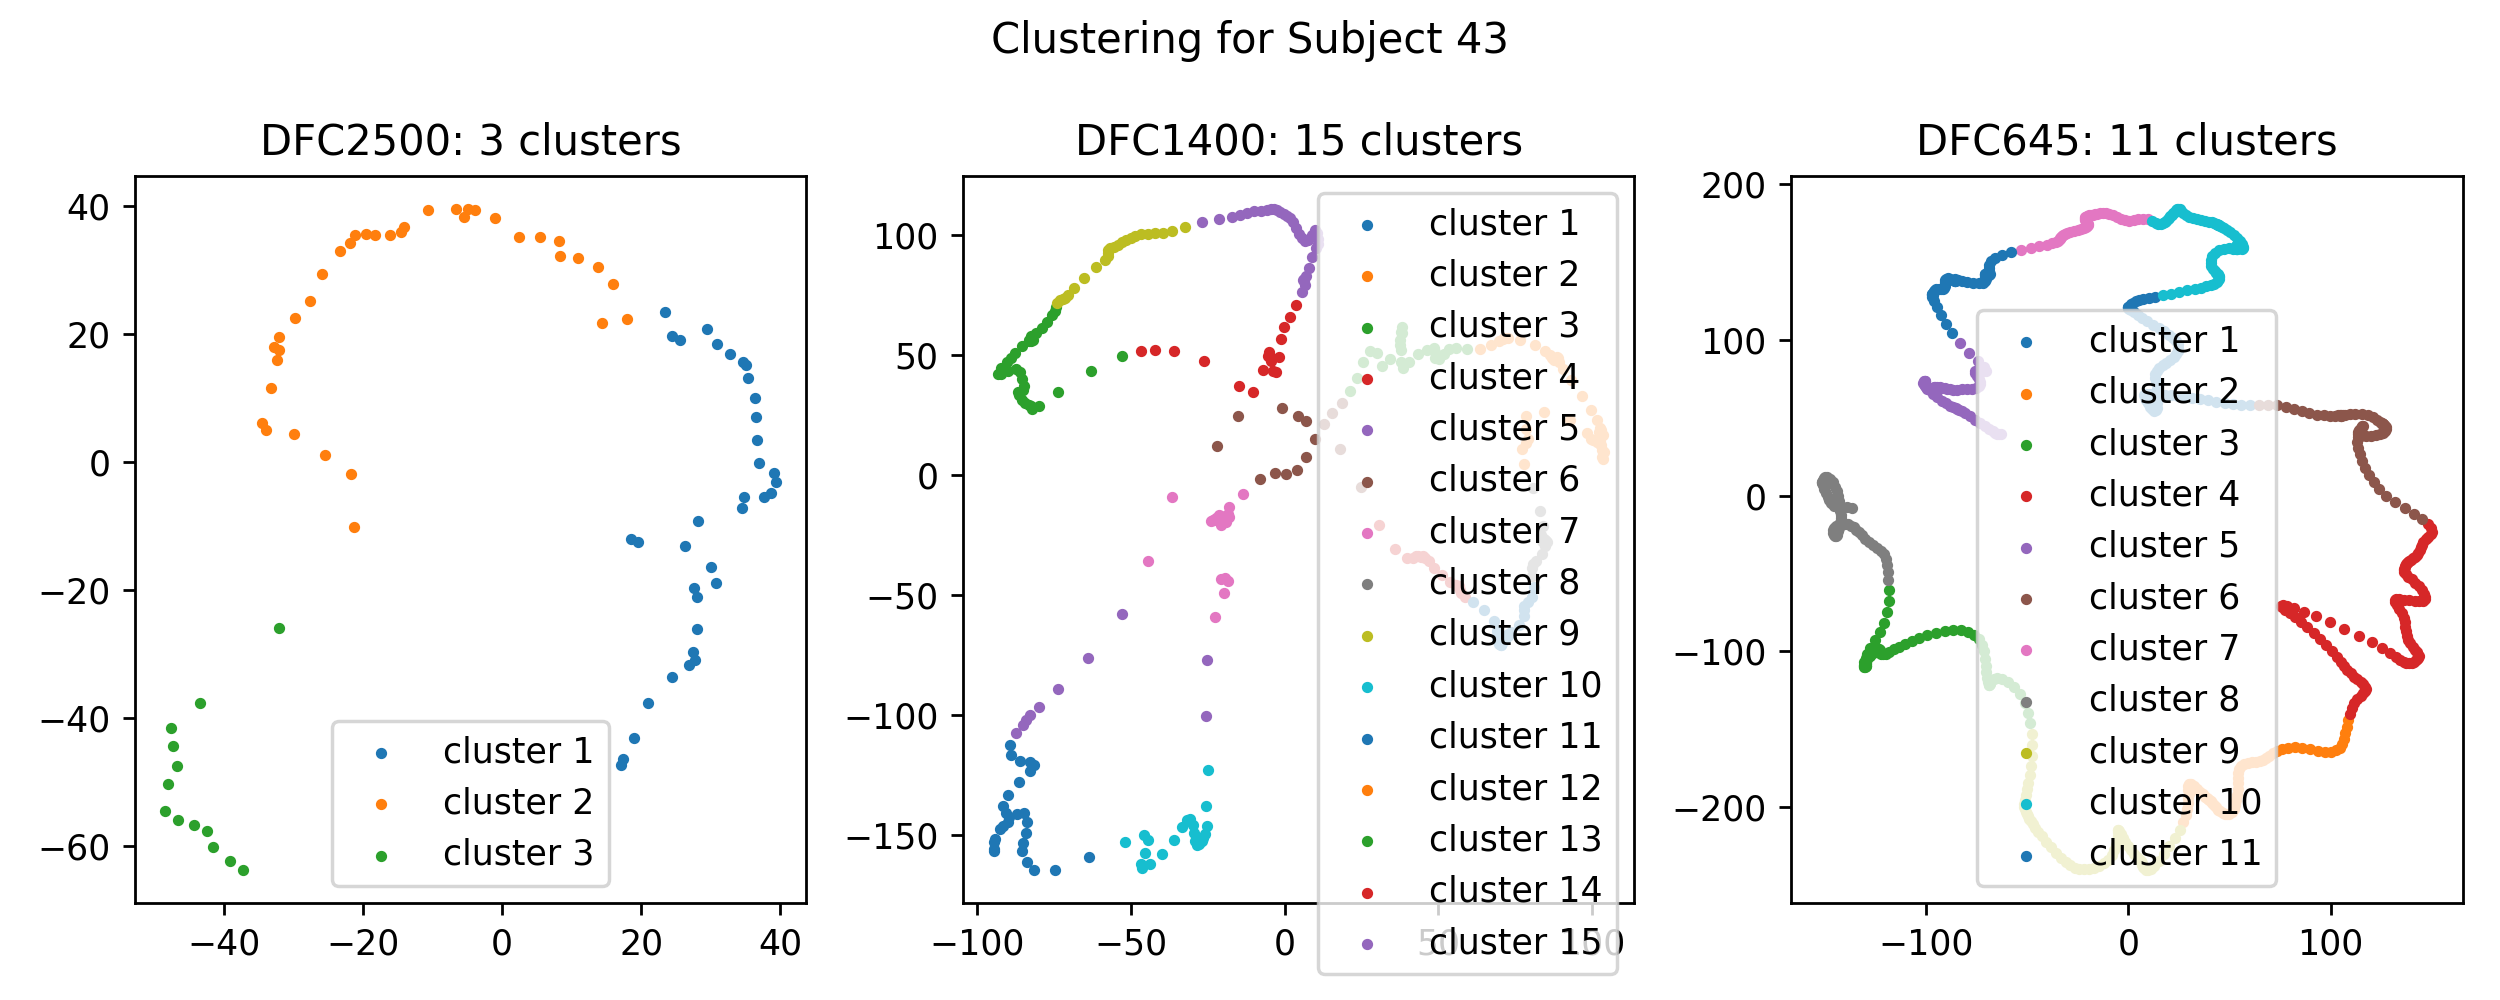 Clustering for Subject 43
DFC2500: 3 clusters
40
20
0
−20
−40
−60
−40
−20
0
20
40
cluster 1
cluster 2
cluster 3
DFC1400: 15 clusters
100
50
0
−50
−100
−150
−100
−50
0
50
100
cluster 1
cluster 2
cluster 3
cluster 4
cluster 5
cluster 6
cluster 7
cluster 8
cluster 9
cluster 10
cluster 11
cluster 12
cluster 13
cluster 14
cluster 15
DFC645: 11 clusters
200
100
0
−100
−200
−100
0
100
cluster 1
cluster 2
cluster 3
cluster 4
cluster 5
cluster 6
cluster 7
cluster 8
cluster 9
cluster 10
cluster 11